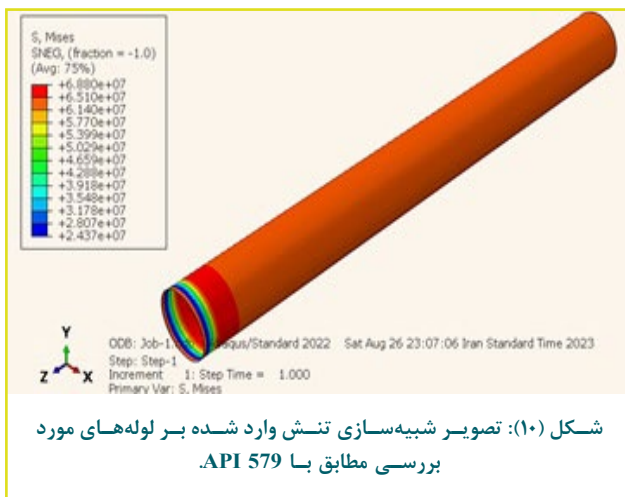 S, Mises
SNEG, (fraction = -1.0)
(Avg: 75%)
+6.880e+07
+6.510e+07
+6.140e+07
+5.770e+07
+5.399e+07
+5.029e+07
+4.659e+07
+4.288e+07
+3.918e+07
+3.548e+07
+3.178e+07
+2.807e+07
+2.437e+07
Y
Z
X
ODB: Job-1. Abaqus/Standard 2022 Sat Aug 26 23:07:06 Iran Standard Time 2023
Step: Step-1
Increment 1: Step Time = 1.000
Primary Var: S, Mises
شکل (۱۰): تصویر شبیه‌سازی تنش وارد شده بر لوله‌های مورد
بررسی مطابق با API 579.